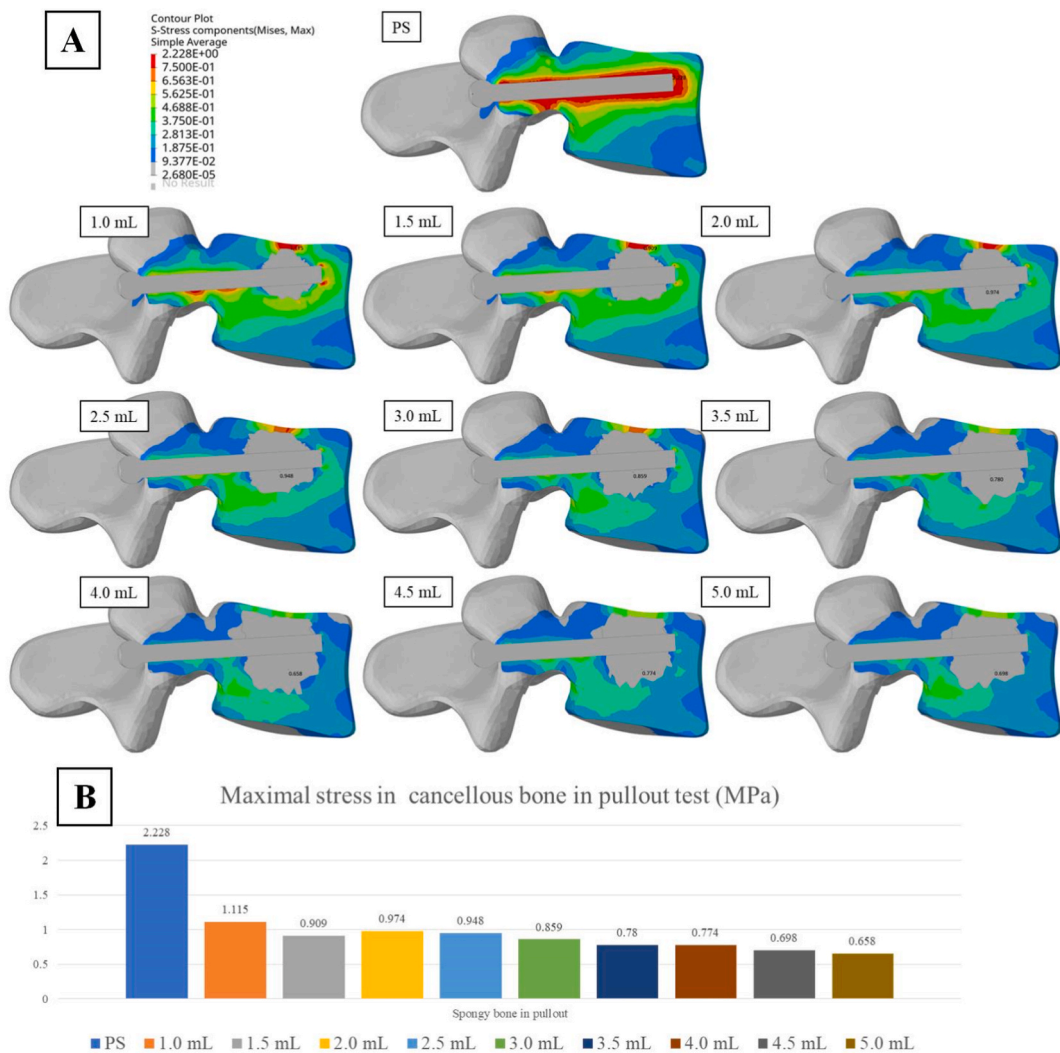 A
Contour Plot
S-Stress components(Mises, Max)
Simple Average
2.228E+00
7.500E-01
6.563E-01
5.625E-01
4.688E-01
3.750E-01
2.813E-01
1.875E-01
9.377E-02
2.680E-05
No Result
PS
1.0 mL
1.5 mL
2.0 mL
0.974
2.5 mL
3.0 mL
3.5 mL
0.948
0.859
0.780
4.0 mL
4.5 mL
5.0 mL
0.658
0.774
0.698
B
Maximal stress in cancellous bone in pullout test (MPa)
2.5
2
1.5
1
0.5
0
2.228
1.115
0.909
0.974
0.948
0.859
0.78
0.774
0.698
0.658
Spongy bone in pullout
PS 1.0 mL 1.5 mL 2.0 mL 2.5 mL 3.0 mL 3.5 mL 4.0 mL 4.5 mL 5.0 mL